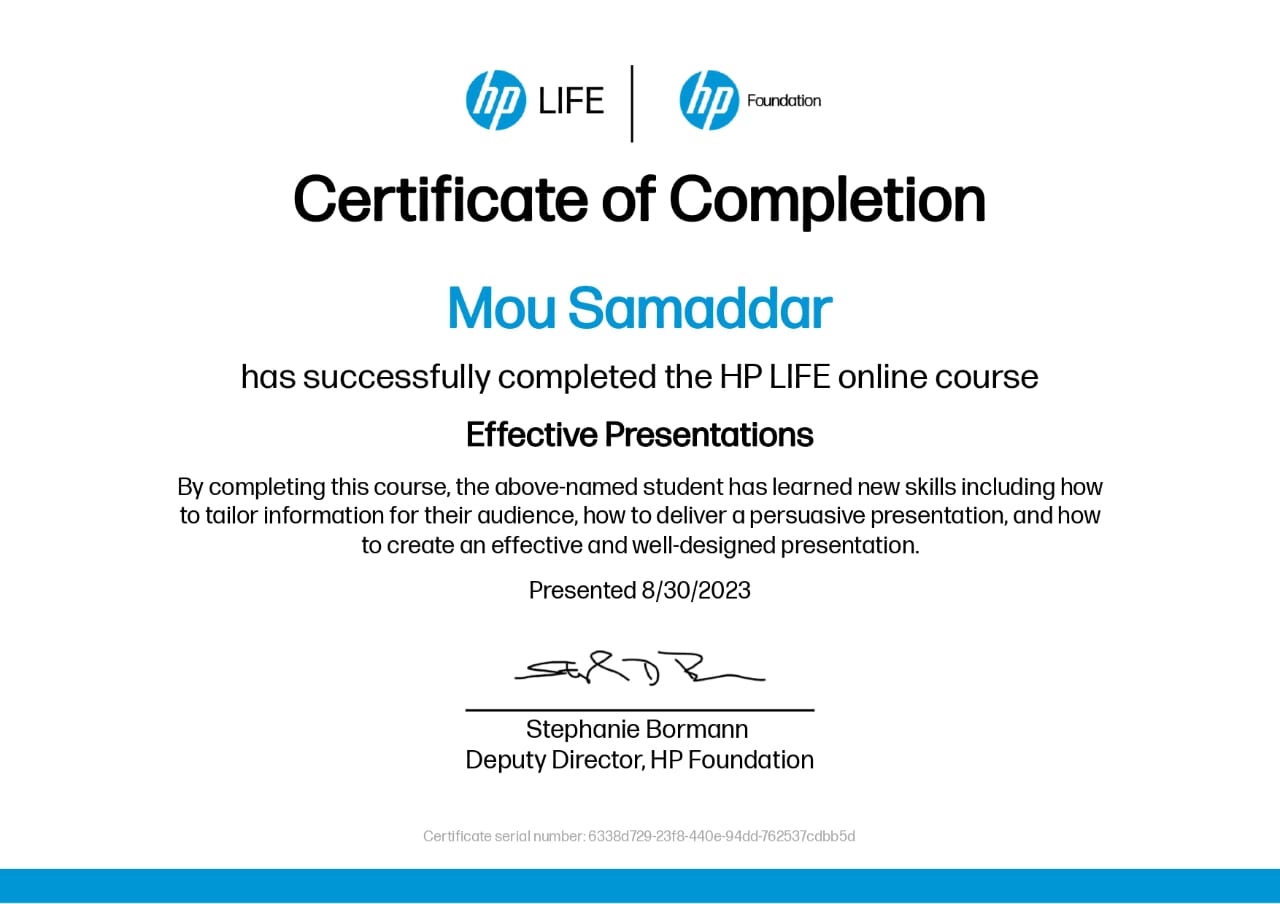 hp LIFE
hp Foundation
Certificate of Completion
Mou Samaddar
has successfully completed the HP LIFE online course
Effective Presentations
By completing this course, the above-named student has learned new skills including how
to tailor information for their audience, how to deliver a persuasive presentation, and how
to create an effective and well-designed presentation.
Presented 8/30/2023
Stephanie Bormann
Deputy Director, HP Foundation
Certificate serial number: 6338d729-23f8-440e-94dd-762537cdbb5d